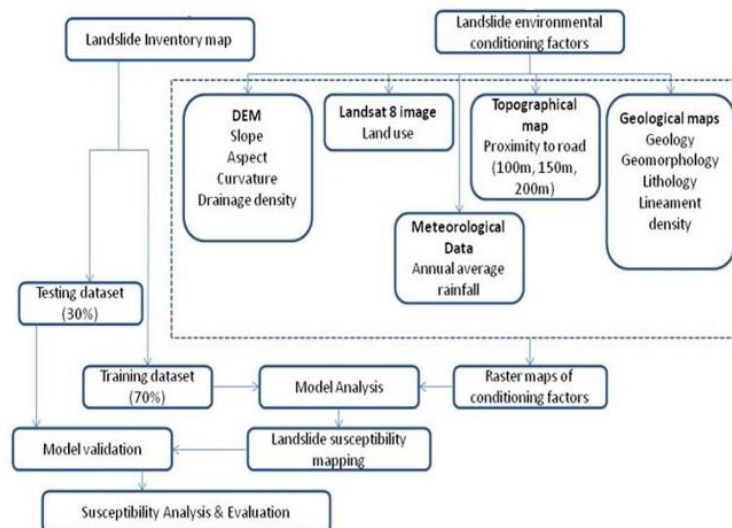 Landslide Inventory map
Landslide environmental
conditioning factors
DEM
Slope
Aspect
Curvature
Drainage density
Landsat 8 image
Land use
Topographical
map
Proximity to road
(100m, 150m,
200m)
Geological maps
Geology
Geomorphology
Lithology
Lineament
density
Meteorological
Data
Annual average
rainfall
Testing dataset
(30%)
Training dataset
(70%)
Model Analysis
Raster maps of
conditioning factors
Model validation
Landslide susceptibility
mapping
Susceptibility Analysis & Evaluation